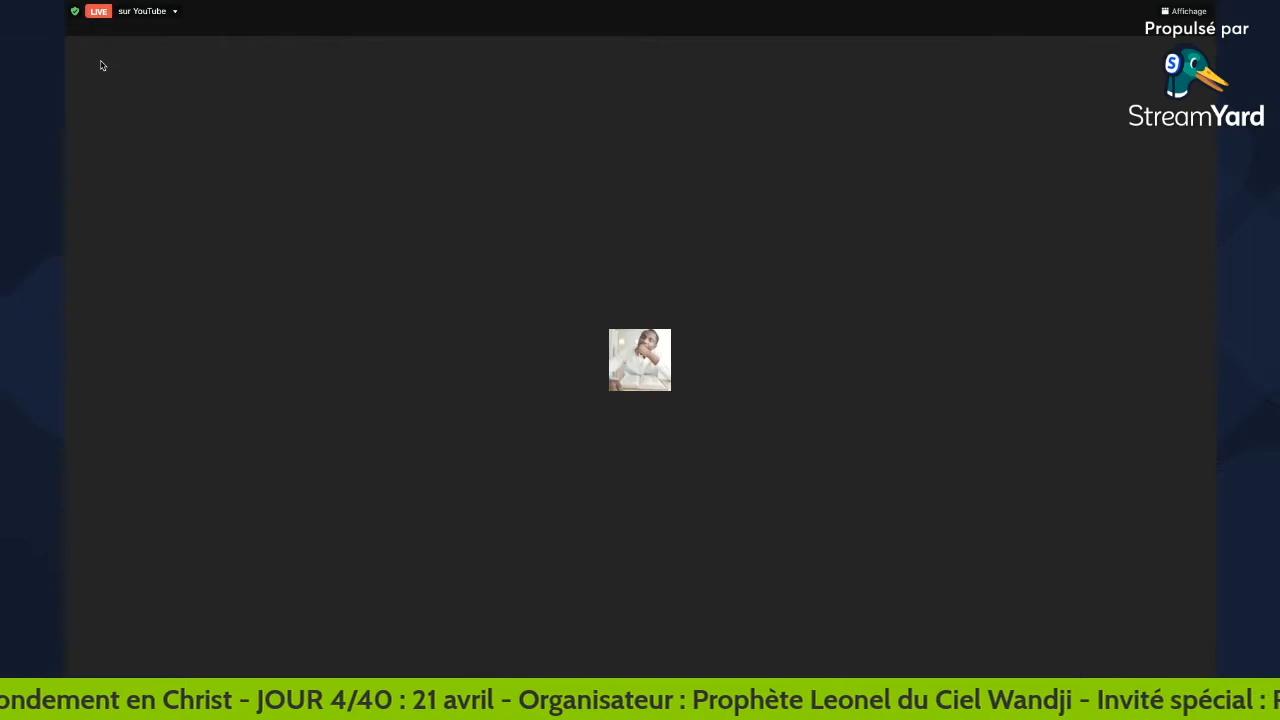 LIVE sur YouTube
Affichage
Propulsé par
StreamYard
ondement en Christ - JOUR 4/40 : 21 avril - Organisateur : Prophète Leonel du Ciel Wandji - Invité spécial :